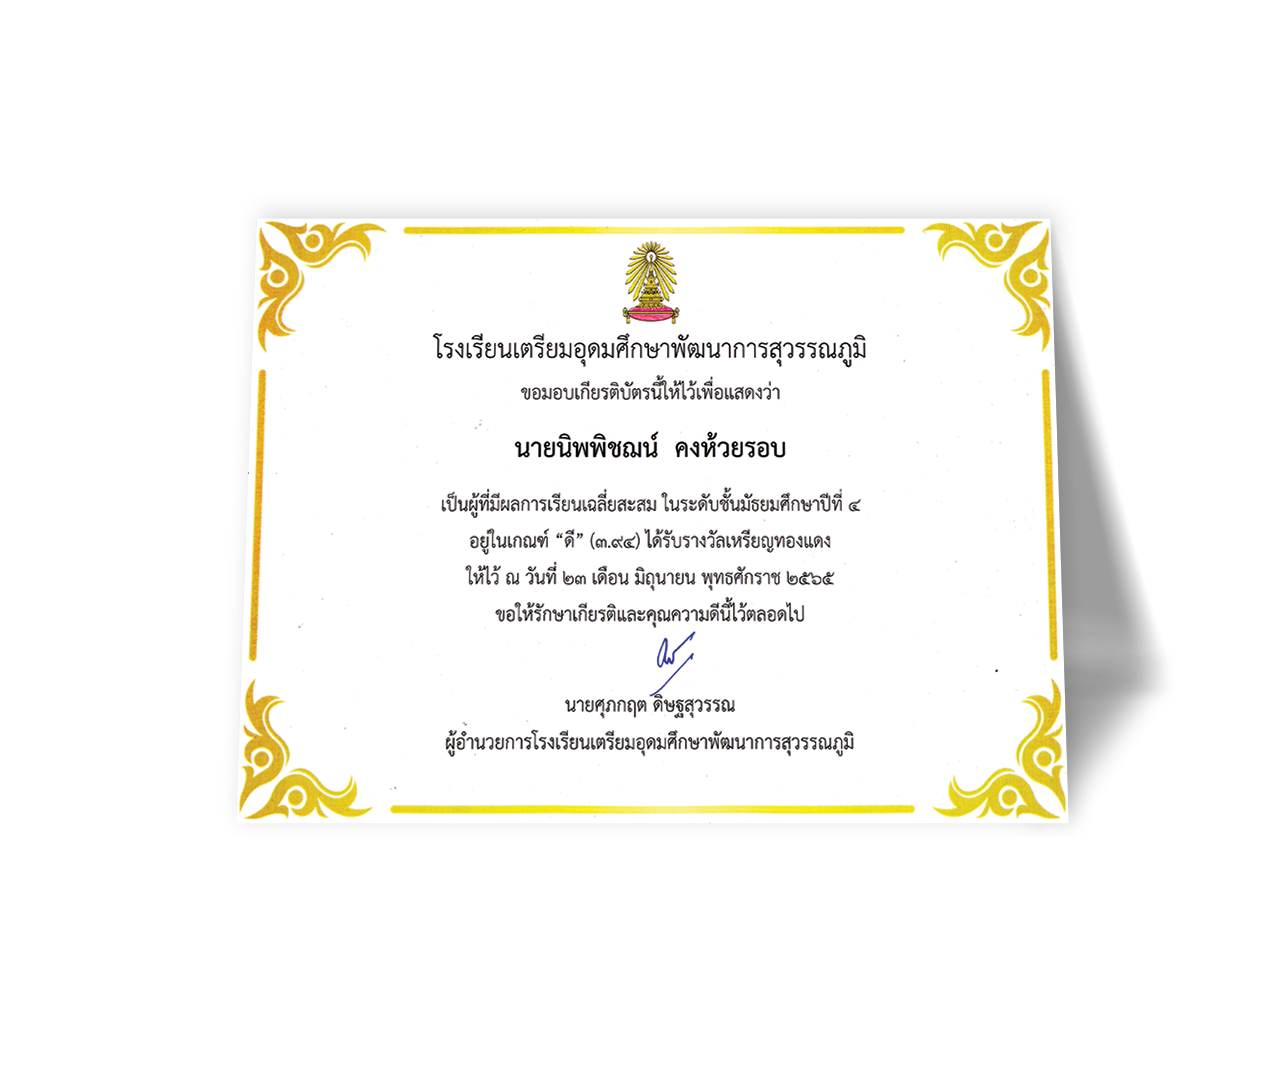 โรงเรียนเตรียมอุดมศึกษาพัฒนาการสุวรรณภูมิ
ขอมอบเกียรติบัตรนี้ให้ไว้เพื่อแสดงว่า
นายนิพพิชฌน์ คงห้วยรอบ
เป็นผู้ที่มีผลการเรียนเฉลี่ยสะสม ในระดับชั้นมัธยมศึกษาปีที่ ๔
อยู่ในเกณฑ์ “ดี” (๓.๙๔) ได้รับรางวัลเหรียญทองแดง
ให้ไว้ ณ วันที่ ๒๓ เดือน มิถุนายน พุทธศักราช ๒๕๖๕
ขอให้รักษาเกียรติและคุณความดีนี้ไว้ตลอดไป
นายศุภกฤต ดิษฐสุวรรณ
ผู้อำนวยการโรงเรียนเตรียมอุดมศึกษาพัฒนาการสุวรรณภูมิ